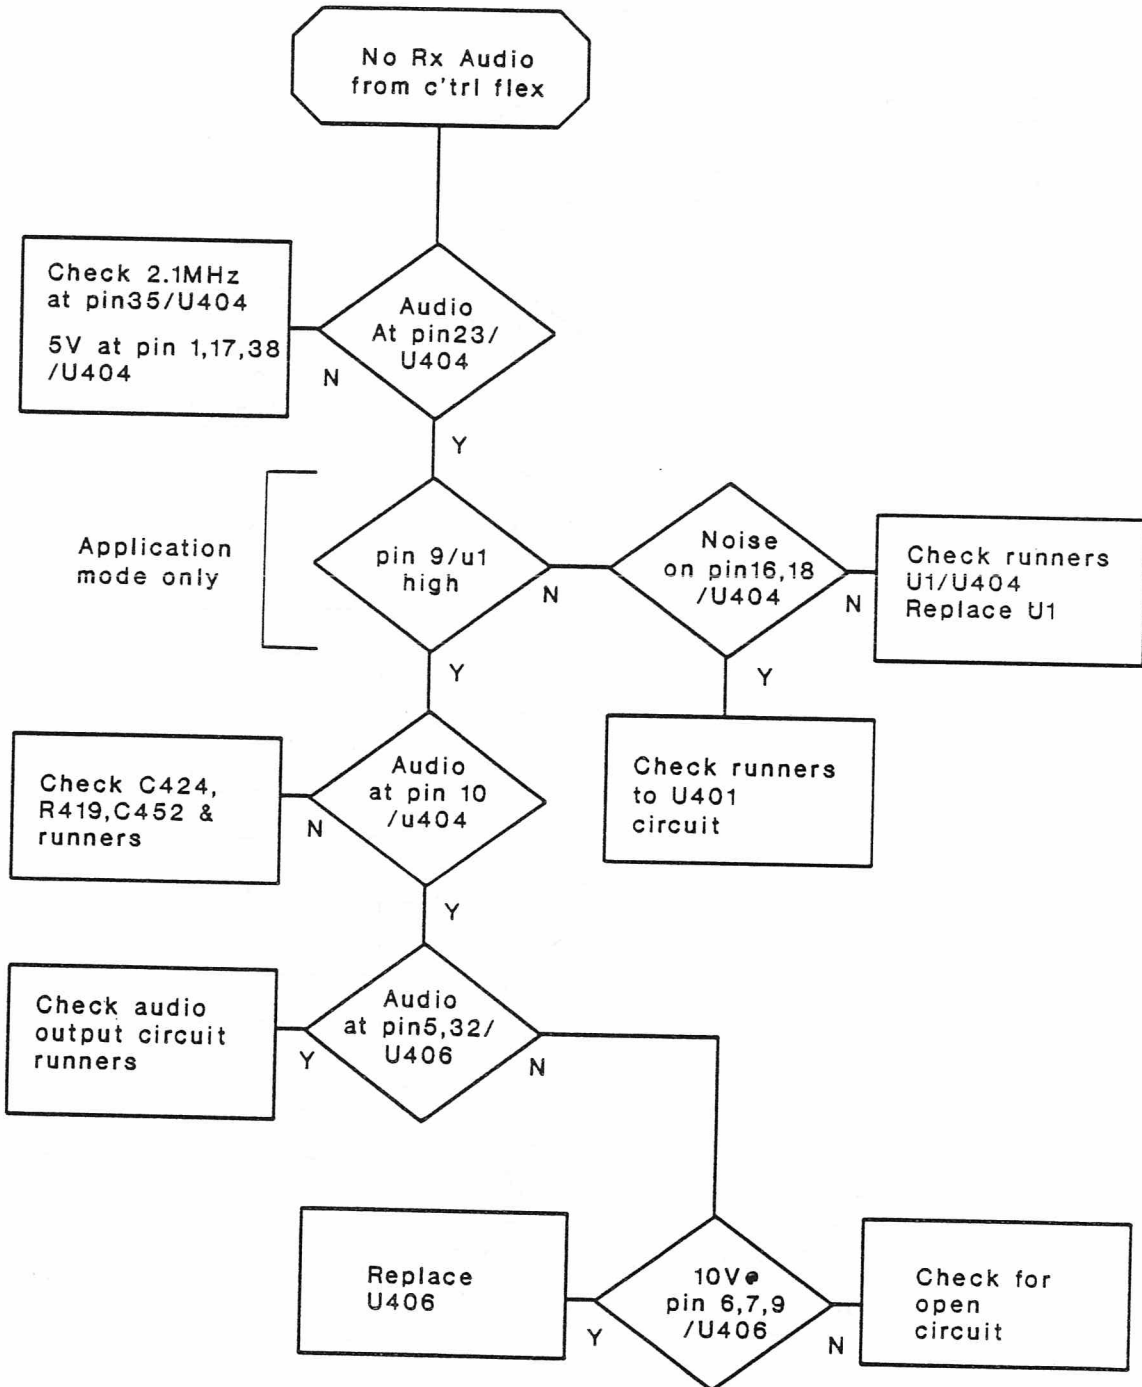 No Rx Audio
from c'trl flex
Check 2.1MHz
at pin35/U404
5V at pin 1,17,38
/U404
Audio
At pin23/
U404
N
Y
Application
mode only
pin 9/u1
high
N
Y
Noise
on pin16,18
/U404
N
Y
Check runners
U1/U404
Replace U1
Check runners
to U401
circuit
Check C424,
R419,C452 &
runners
Audio
at pin 10
/u404
N
Y
Check audio
output circuit
runners
Audio
at pin5,32/
U406
Y
N
Replace
U406
10V@
pin 6,7,9
/U406
Y
N
Check for
open
circuit